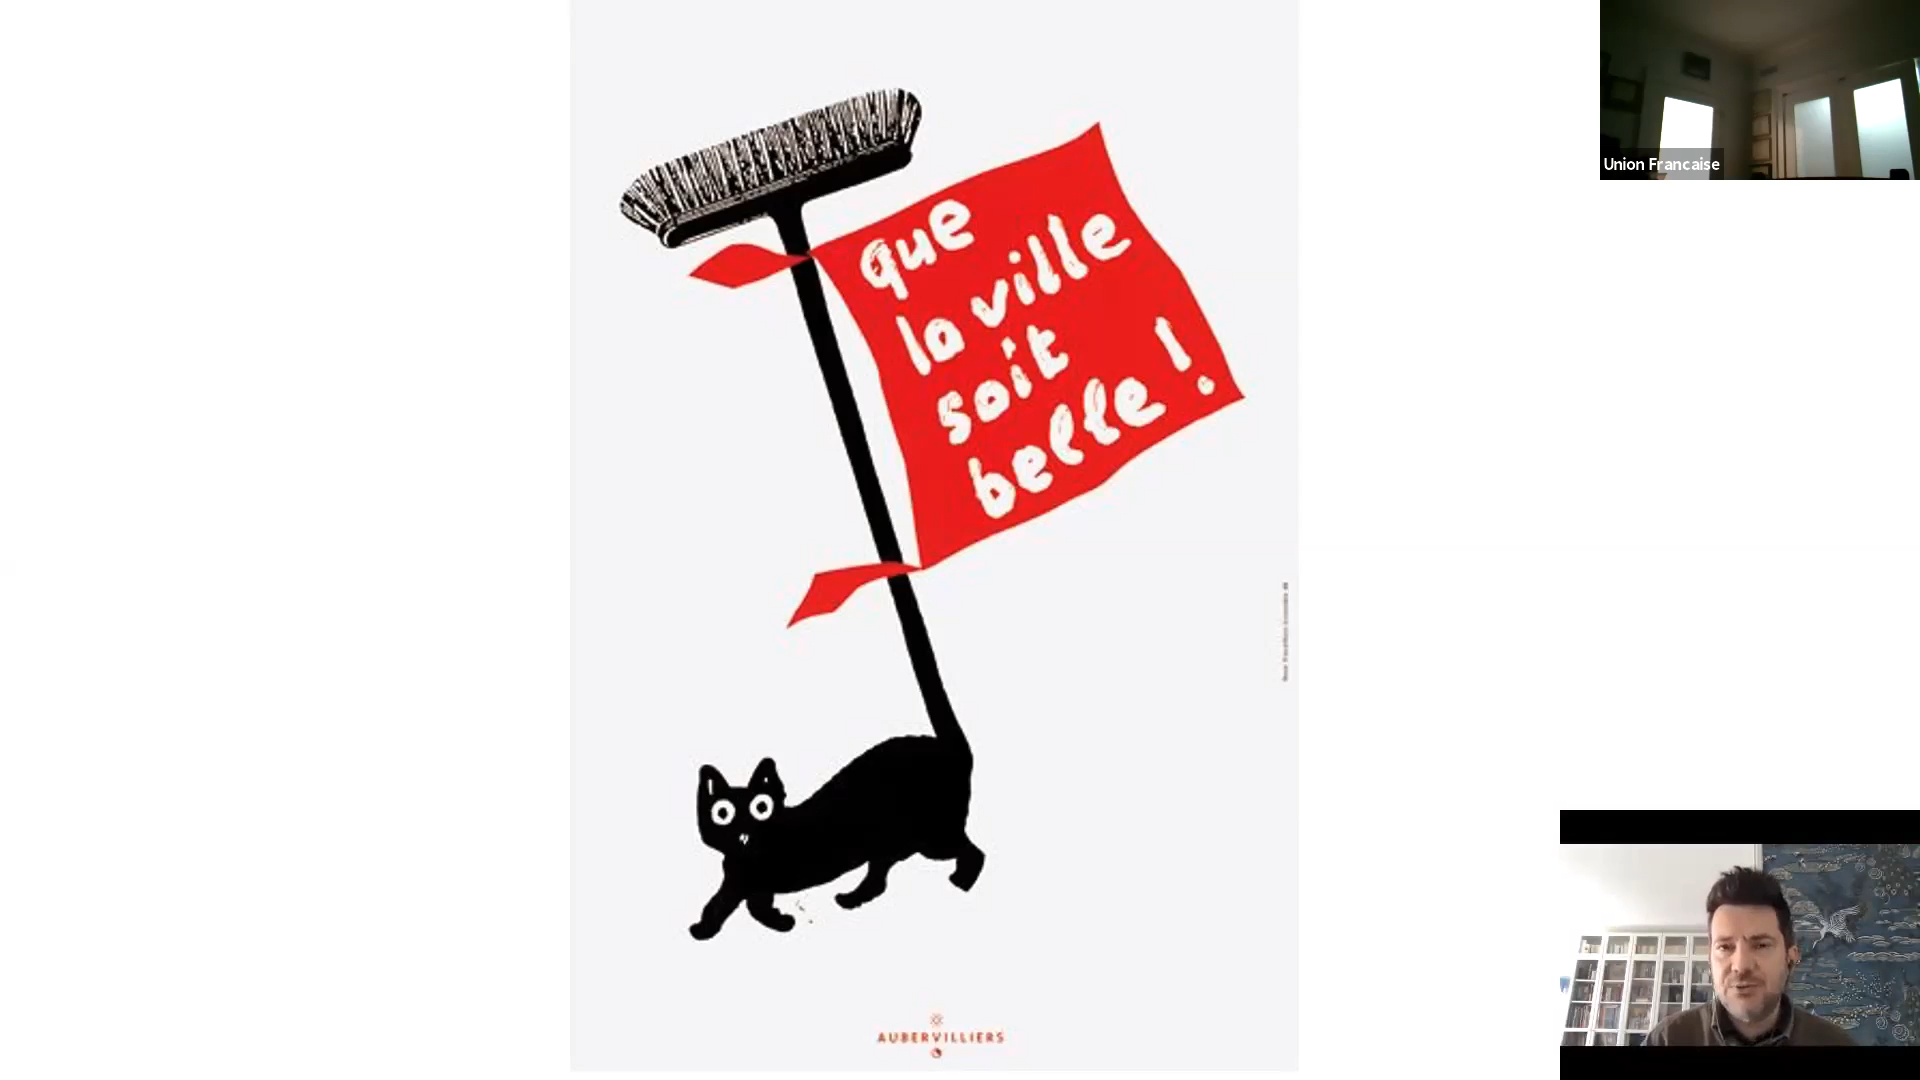 que
la ville
soit
belle !
AUBERVILLIERS
Union Francaise